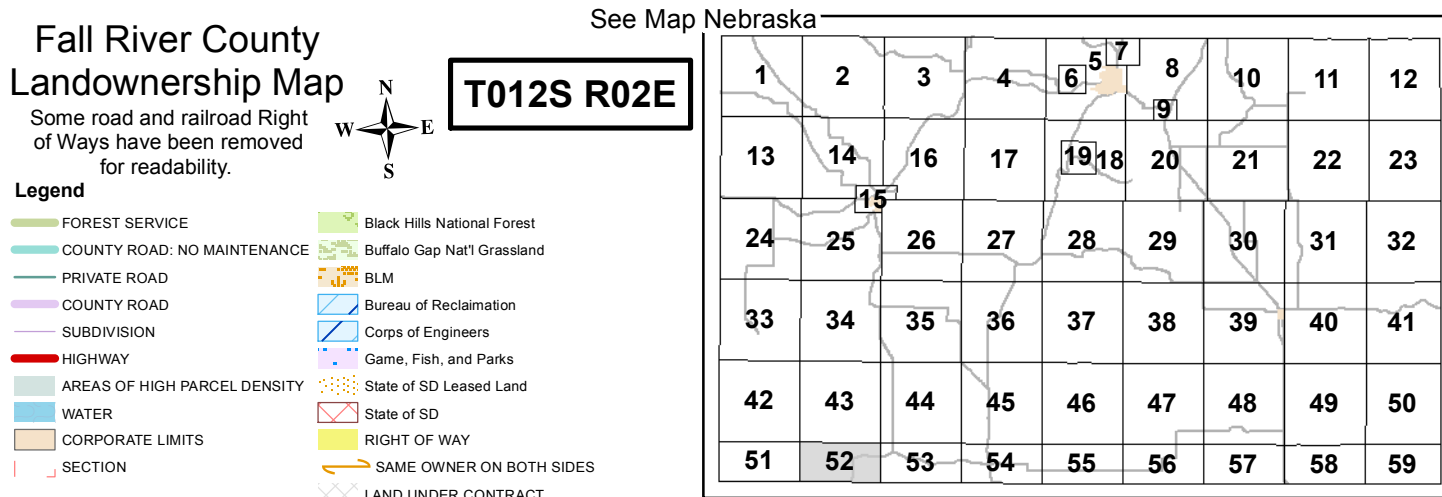 See Map Nebraska
Fall River County
Landownership Map
Some road and railroad Right
of Ways have been removed
for readability.
N
W E
S
T012S R02E
Legend
FOREST SERVICE
COUNTY ROAD: NO MAINTENANCE
PRIVATE ROAD
COUNTY ROAD
SUBDIVISION
HIGHWAY
AREAS OF HIGH PARCEL DENSITY
WATER
CORPORATE LIMITS
SECTION
Black Hills National Forest
Buffalo Gap Nat'l Grassland
BLM
Bureau of Reclaimation
Corps of Engineers
Game, Fish, and Parks
State of SD Leased Land
State of SD
RIGHT OF WAY
SAME OWNER ON BOTH SIDES
LAND UNDER CONTRACT
1 2 3 4 5 6 7 8 9 10 11 12
13 14 15 16 17 18 19 20 21 22 23
24 25 26 27 28 29 30 31 32
33 34 35 36 37 38 39 40 41
42 43 44 45 46 47 48 49 50
51 52 53 54 55 56 57 58 59